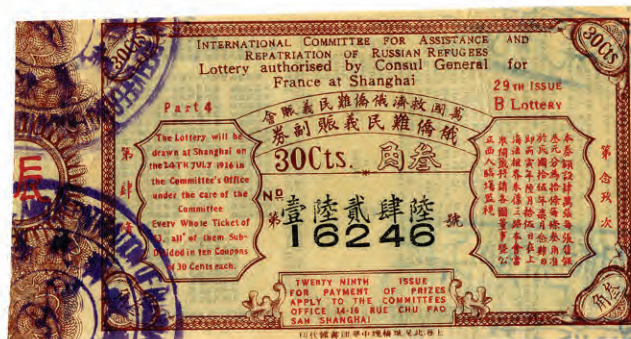 30Cts
30Cts
INTERNATIONAL COMMITTEE FOR ASSISTANCE AND
REPATRIATION OF RUSSIAN REFUGEES
Lottery authorised by Consul General for
France at Shanghai
29TH ISSUE
B Lottery
Part 4
萬國救濟俄僑難民義賑會
俄僑難民義賑副券
30Cts. 角叁
The Lottery will be
drawn at Shanghai on
the 24TH JULY 1926 in
the Committee's Office
under the care of the
Committee
Every Whole Ticket of
$3. all of them Sub-
Divided in ten Coupons
of 30 Cents each.
第肆條
NO
第壹陸貳肆陸號
16246
第念玖次
TWENTY NINTH ISSUE
FOR PAYMENT OF PRIZES
APPLY TO THE COMMITTEES
OFFICE 14-16 RUE CHU PAO
SAN SHANGHAI
角叁